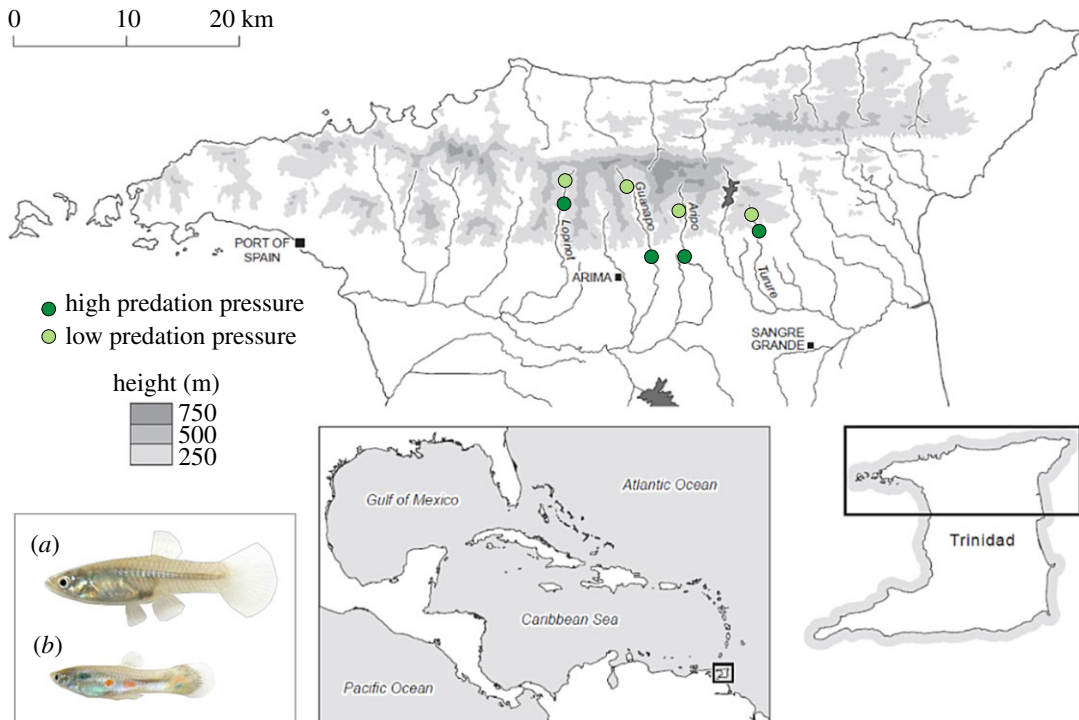 0 10 20 km
Lopinot
Guanapo
Aripo
Turure
PORT OF
SPAIN
ARIMA
SANGRE
GRANDE
high predation pressure
low predation pressure
height (m)
750
500
250
Gulf of Mexico
Atlantic Ocean
Caribbean Sea
Pacific Ocean
Trinidad
(a)
(b)